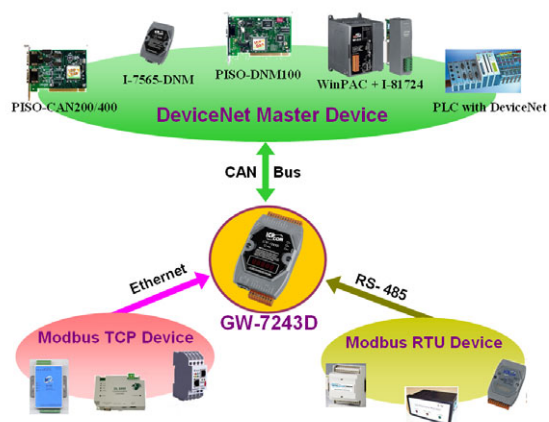 I-7565-DNM
PISO-DNM100
PISO-CAN200/400
WinPAC + I-81724
PLC with DeviceNet
DeviceNet Master Device
CAN Bus
Ethernet
RS- 485
GW-7243D
Modbus TCP Device
Modbus RTU Device